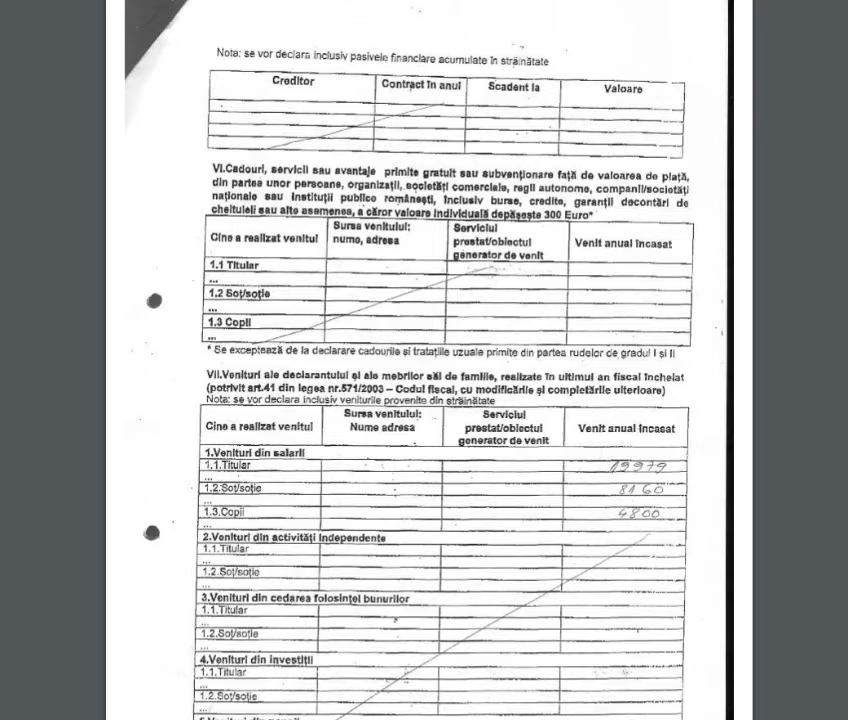 Nota: se vor declara inclusiv pasivele financiare acumulate în străinătate
Creditor Contract în anul Scadent la Valoare
VI.Cadouri, servicii sau avantaje primite gratuit sau subvenționare față de valoarea de piață,
din partea unor persoane, organizații, societăți comerciale, regii autonome, companii/societăți
naționale sau instituții publice românești, inclusiv burse, credite, garanții decontări de
cheltuieli sau alte asemenea, a căror valoare individuală depășește 300 Euro*
Cine a realizat venitul
Sursa venitului:
nume, adresa
Serviciul
prestat/obiectul
generator de venit
Venit anual încasat
1.1 Titular
...
1.2 Soț/soție
...
1.3 Copii
...
* Se exceptează de la declarare cadourile și tratațiile uzuale primite din partea rudelor de gradul I și II
VII.Venituri ale declarantului și ale mebrilor săi de familie, realizate în ultimul an fiscal încheiat
(potrivit art.41 din legea nr.571/2003 – Codul fiscal, cu modificările și completările ulterioare)
Nota: se vor declara inclusiv veniturile provenite din străinătate
Cine a realizat venitul
Sursa venitului:
Nume adresa
Serviciul
prestat/obiectul
generator de venit
Venit anual încasat
1.Venituri din salarii
1.1.Titular 19979
...
1.2.Soț/soție 8160
...
1.3.Copii 4800
...
2.Venituri din activități independente
1.1.Titular
...
1.2.Soț/soție
...
3.Venituri din cedarea folosinței bunurilor
1.1.Titular
...
1.2.Soț/soție
...
4.Venituri din investiții
1.1.Titular
...
1.2.Soț/soție
...